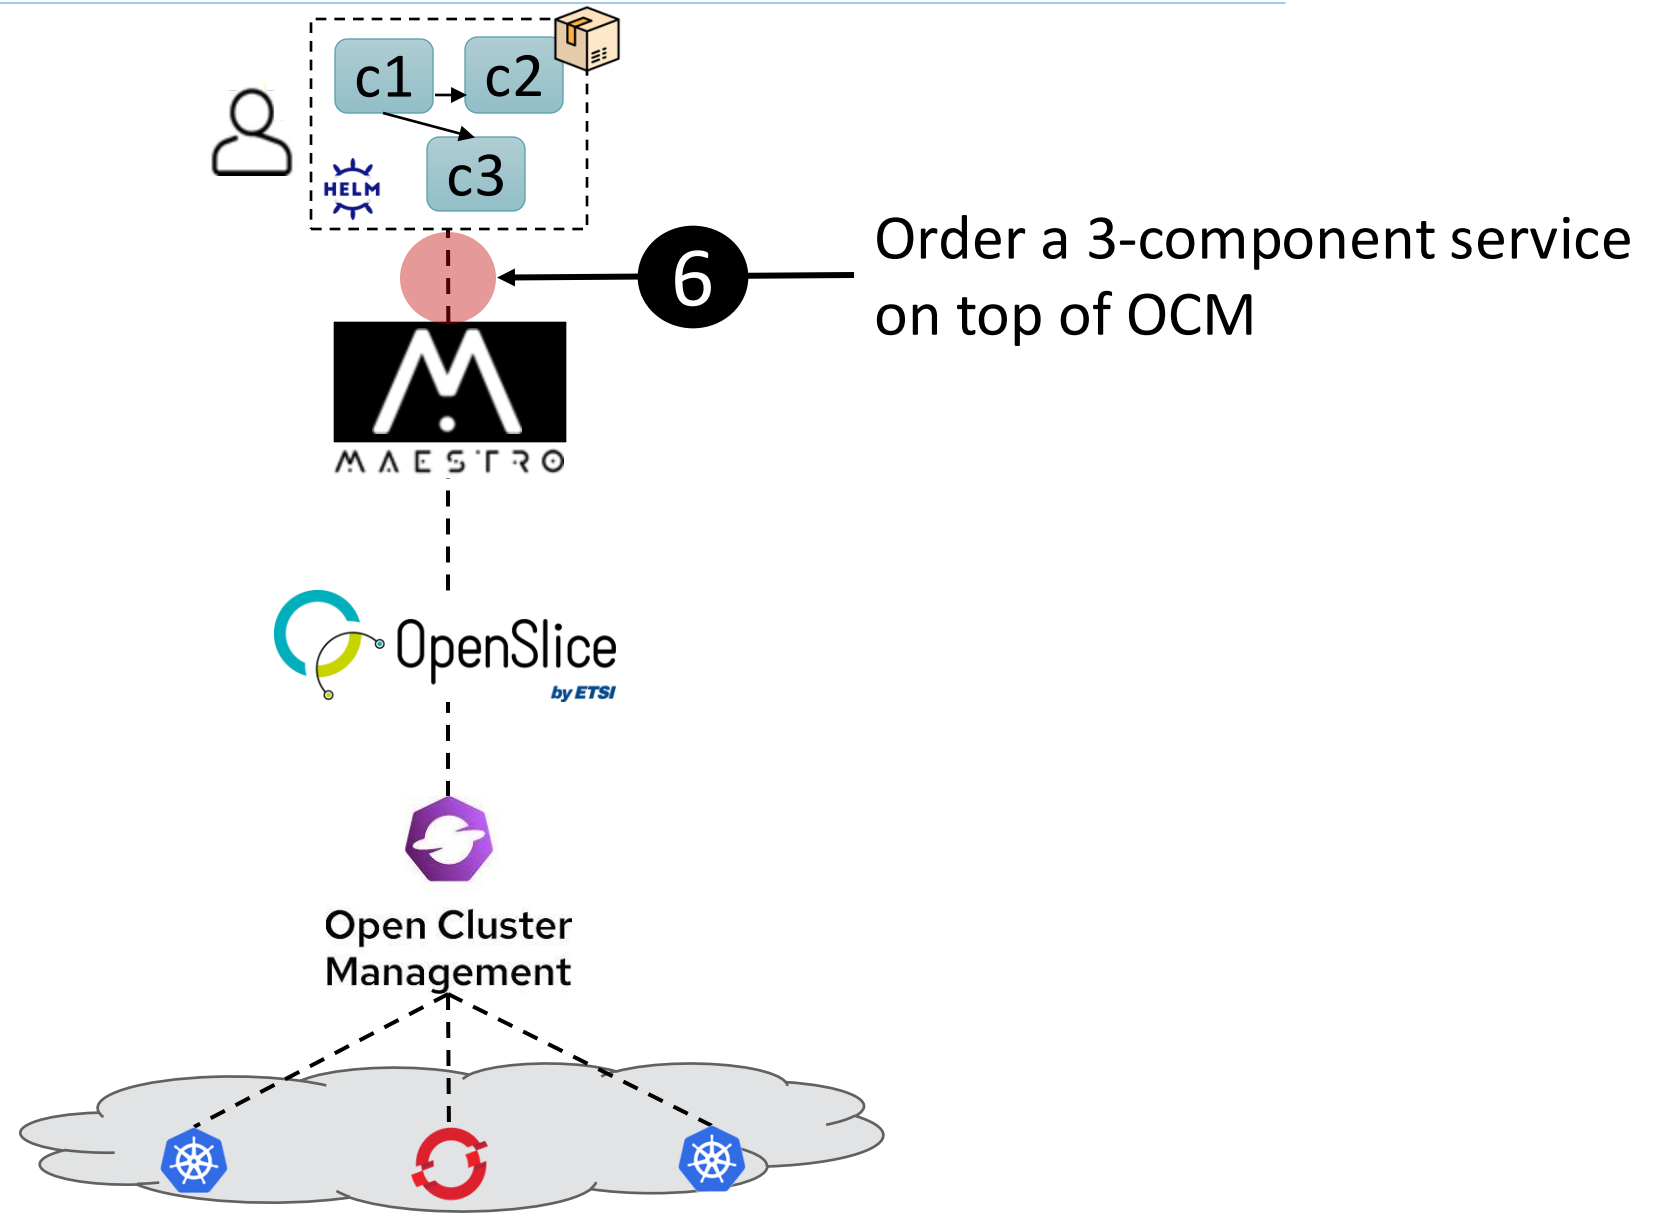 c1
c2
c3
HELM
6
Order a 3-component service
on top of OCM
MAESTRO
OpenSlice
by ETSI
Open Cluster
Management